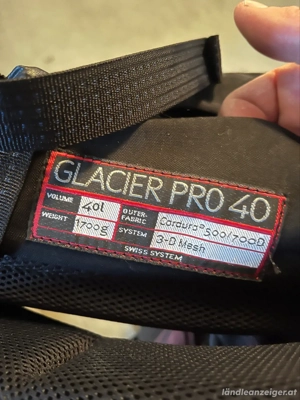 GLACIER PRO 40
VOLUME 40l OUTER-FABRIC Cordura® 500/700D
WEIGHT 1700g SYSTEM 3-D Mesh
SWISS SYSTEM
ländleanzeiger.at